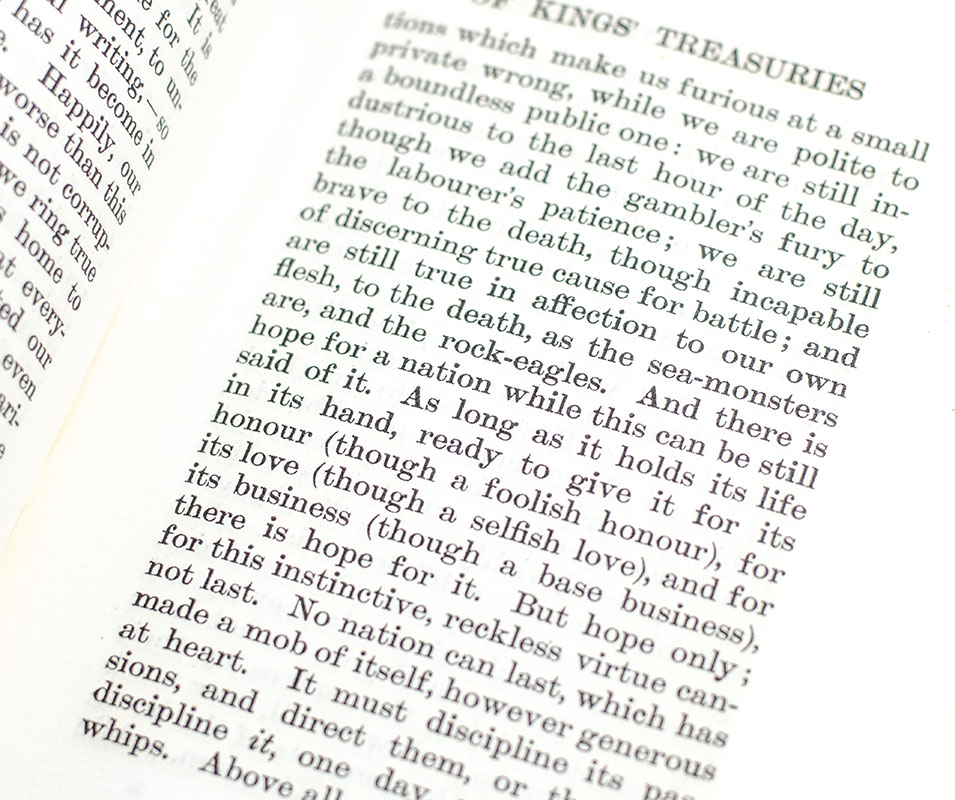 eat
It is
e for the
ment, to un-
l writing,—so
has it become in
e. Happily, our
worse than this
is not corrup-
we ring true
home to
at every-
ted our
even
ari-
e
OF KINGS' TREASURIES
tions which make us furious at a small
private wrong, while we are polite to
a boundless public one: we are still in-
dustrious to the last hour of the day,
though we add the gambler's fury to
the labourer's patience; we are still
brave to the death, though incapable
of discerning true cause for battle; and
are still true in affection to our own
flesh, to the death, as the sea-monsters
are, and the rock-eagles. And there is
hope for a nation while this can be still
said of it. As long as it holds its life
in its hand, ready to give it for its
honour (though a foolish honour), for
its love (though a selfish love), and for
its business (though a base business),
there is hope for it. But hope only;
for this instinctive, reckless virtue can-
not last. No nation can last, which has
made a mob of itself, however generous
at heart. It must discipline its pas-
sions, and direct them, or th
discipline it, one day,
whips. Above all